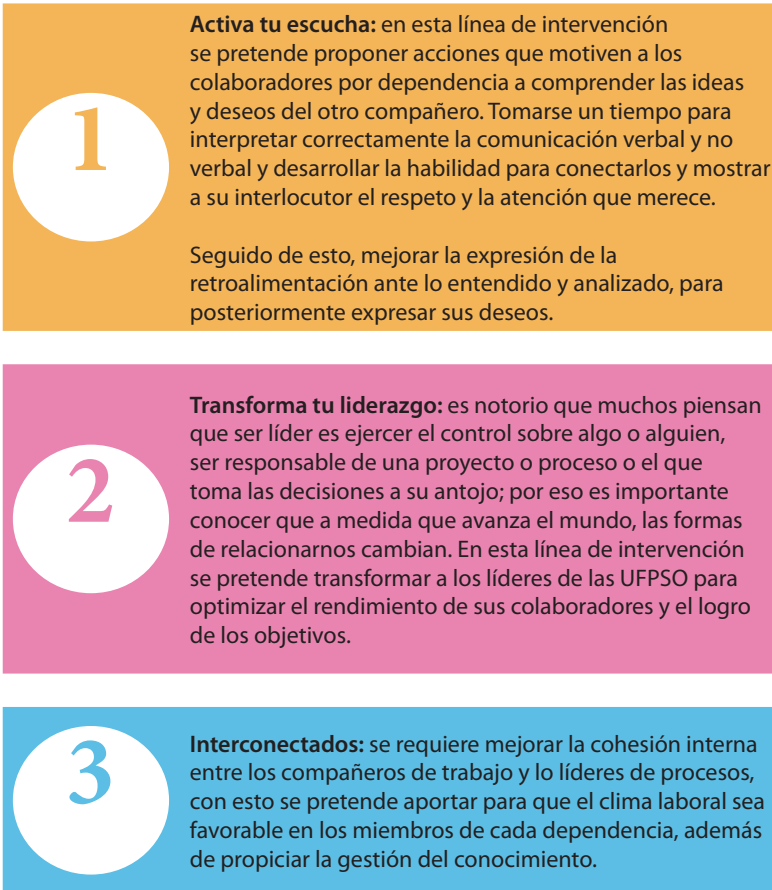 1
Activa tu escucha: en esta línea de intervención
se pretende proponer acciones que motiven a los
colaboradores por dependencia a comprender las ideas
y deseos del otro compañero. Tomarse un tiempo para
interpretar correctamente la comunicación verbal y no
verbal y desarrollar la habilidad para conectarlos y mostrar
a su interlocutor el respeto y la atención que merece.
Seguido de esto, mejorar la expresión de la
retroalimentación ante lo entendido y analizado, para
posteriormente expresar sus deseos.
2
Transforma tu liderazgo: es notorio que muchos piensan
que ser líder es ejercer el control sobre algo o alguien,
ser responsable de una proyecto o proceso o el que
toma las decisiones a su antojo; por eso es importante
conocer que a medida que avanza el mundo, las formas
de relacionarnos cambian. En esta línea de intervención
se pretende transformar a los líderes de las UFPSO para
optimizar el rendimiento de sus colaboradores y el logro
de los objetivos.
3
Interconectados: se requiere mejorar la cohesión interna
entre los compañeros de trabajo y lo líderes de procesos,
con esto se pretende aportar para que el clima laboral sea
favorable en los miembros de cada dependencia, además
de propiciar la gestión del conocimiento.